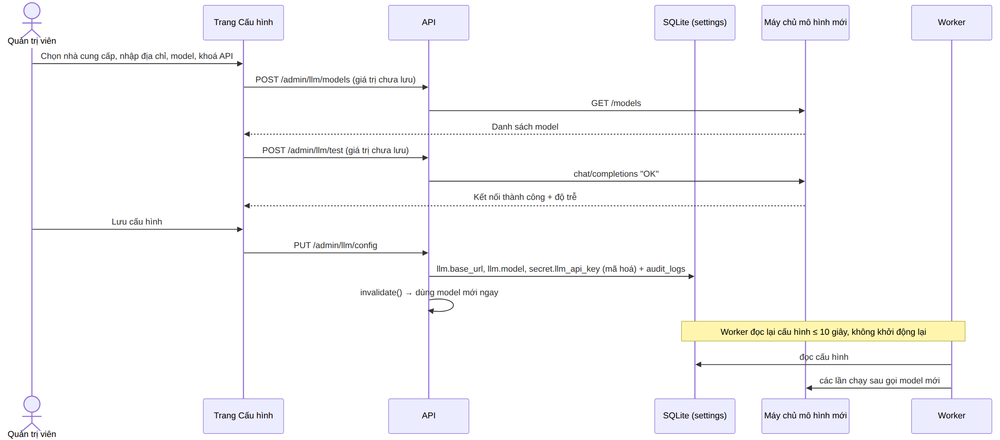 Quản trị viên
Trang Cấu hình
API
SQLite (settings)
Máy chủ mô hình mới
Worker
Chọn nhà cung cấp, nhập địa chỉ, model, khoá API
POST /admin/llm/models (giá trị chưa lưu)
GET /models
Danh sách model
POST /admin/llm/test (giá trị chưa lưu)
chat/completions "OK"
Kết nối thành công + độ trễ
Lưu cấu hình
PUT /admin/llm/config
llm.base_url, llm.model, secret.llm_api_key (mã hoá) + audit_logs
invalidate() → dùng model mới ngay
Worker đọc lại cấu hình ≤ 10 giây, không khởi động lại
đọc cấu hình
các lần chạy sau gọi model mới
Quản trị viên
Trang Cấu hình
API
SQLite (settings)
Máy chủ mô hình mới
Worker